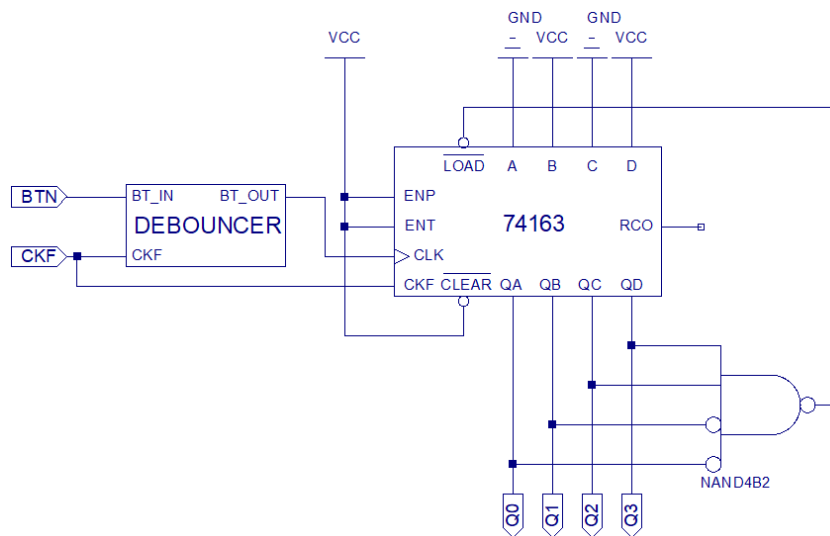 GND GND
VCC VCC VCC
LOAD A B C D
BTN BT_IN BT_OUT ENP
DEBOUNCER ENT 74163 RCO
CKF CKF CLK
CKF CLEAR QA QB QC QD
NAND4B2
Q0 Q1 Q2 Q3